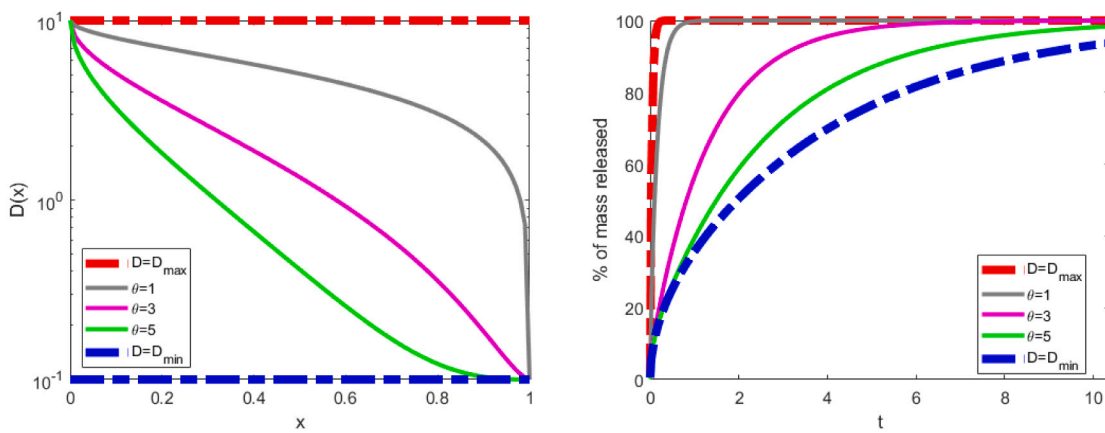 10^1
10^0
10^-1
D(x)
0
0.2
0.4
0.6
0.8
1
x
D=D_max
θ=1
θ=3
θ=5
D=D_min
100
80
60
40
20
0
% of mass released
0
2
4
6
8
10
t
D=D_max
θ=1
θ=3
θ=5
D=D_min